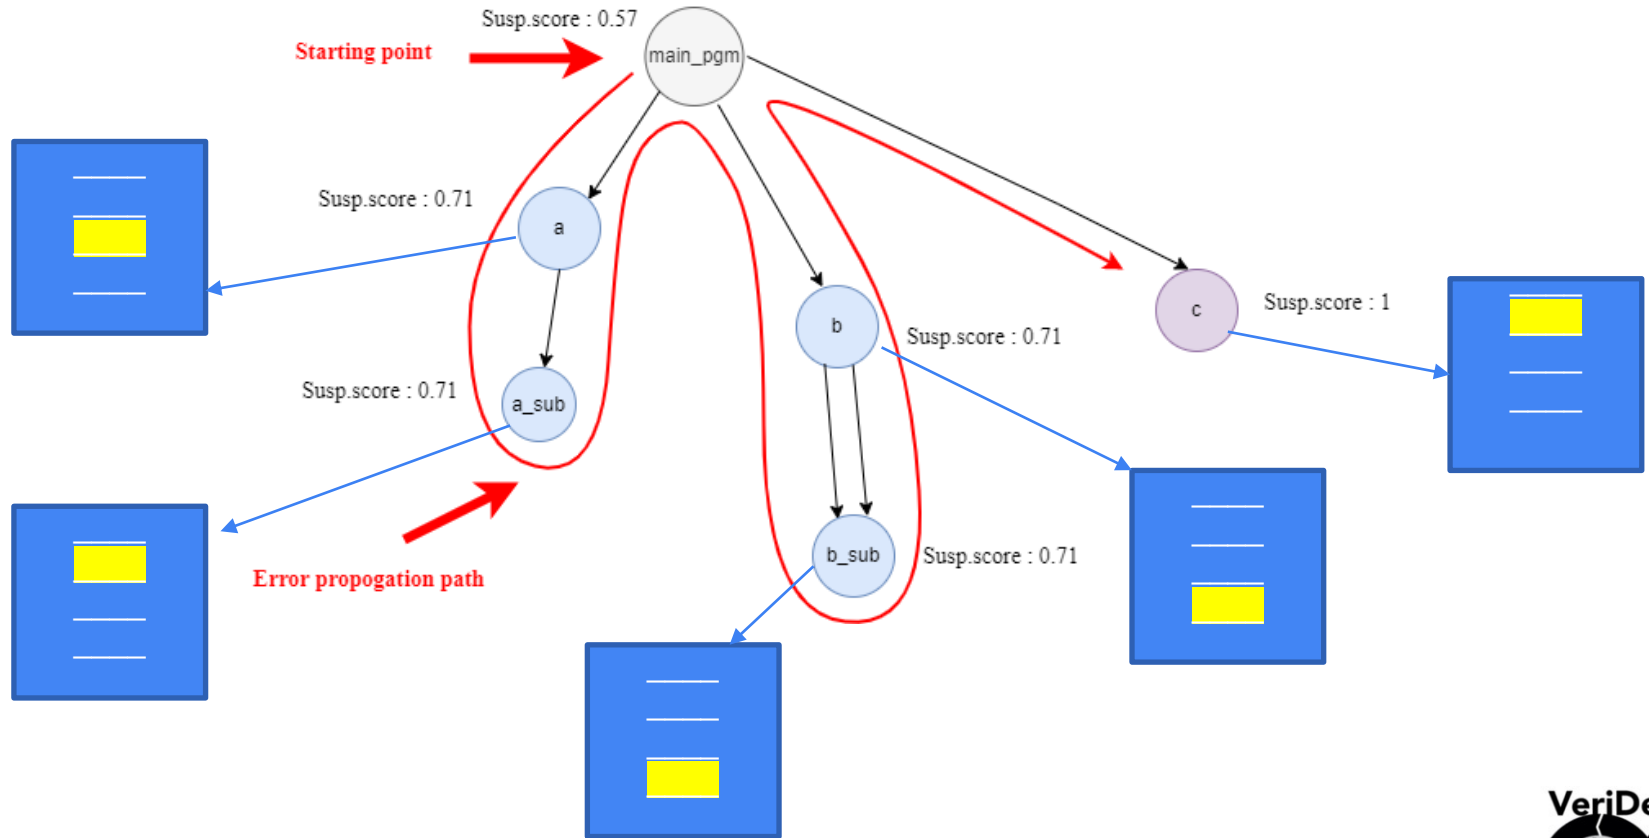 Susp.score : 0.57
Starting point
main_pgm
Susp.score : 0.71
a
Susp.score : 1
c
b
Susp.score : 0.71
Susp.score : 0.71
a_sub
b_sub
Susp.score : 0.71
Error propogation path
VeriDe